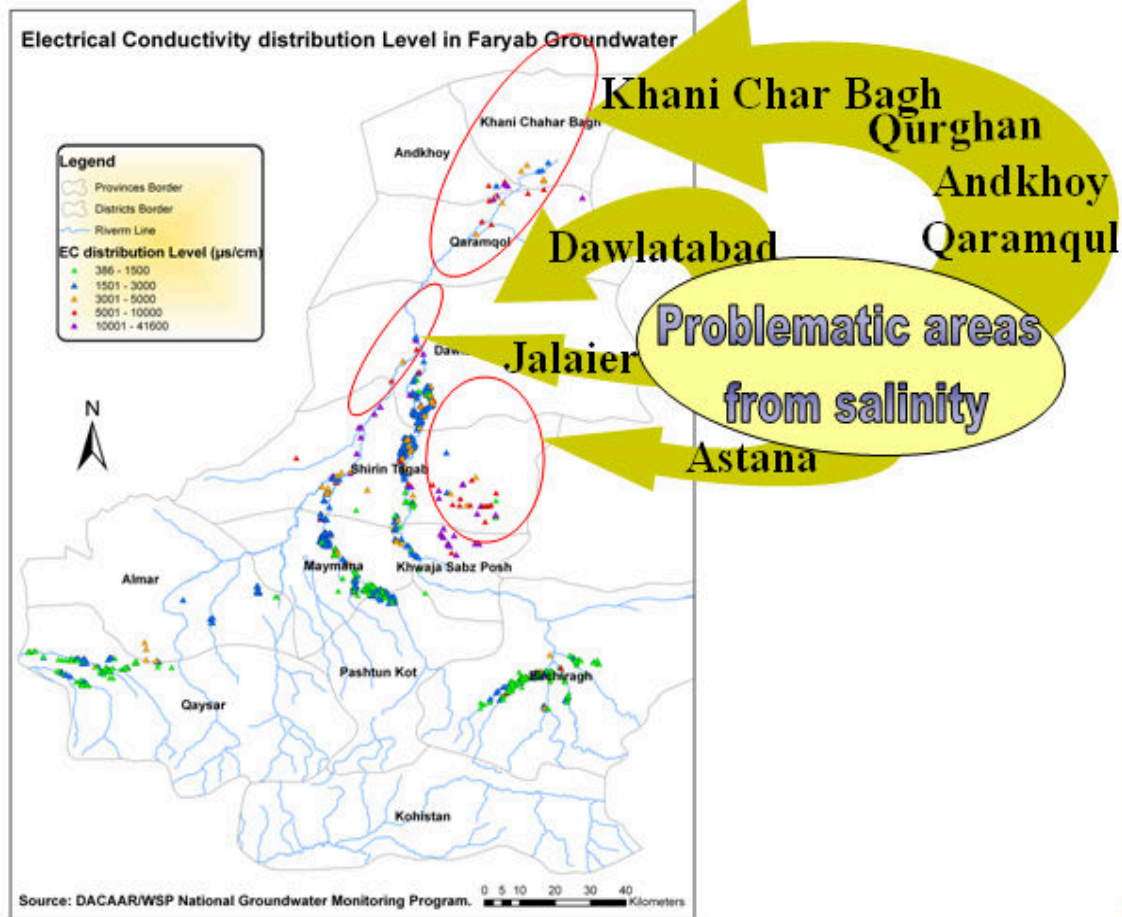 Electrical Conductivity distribution Level in Faryab Groundwater
Khani Char Bagh
Qurghan
Andkhoy
Qaramqul
Dawlatabad
Jalaier
Astana
Problematic areas
from salinity
Khani Chahar Bagh
Andkhoy
Qaramqol
Legend
Provinces Border
Districts Border
Riverm Line
EC distribution Level (µs/cm)
386 - 1500
1501 - 3000
3001 - 5000
5001 - 10000
10001 - 41600
N
Shirin Tagab
Almar
Maymana
Khwaja Sabz Posh
Pashtun Kot
Qaysar
Kohistan
Source: DACAAR/WSP National Groundwater Monitoring Program.
0 5 10 20 30 40
Kilometers